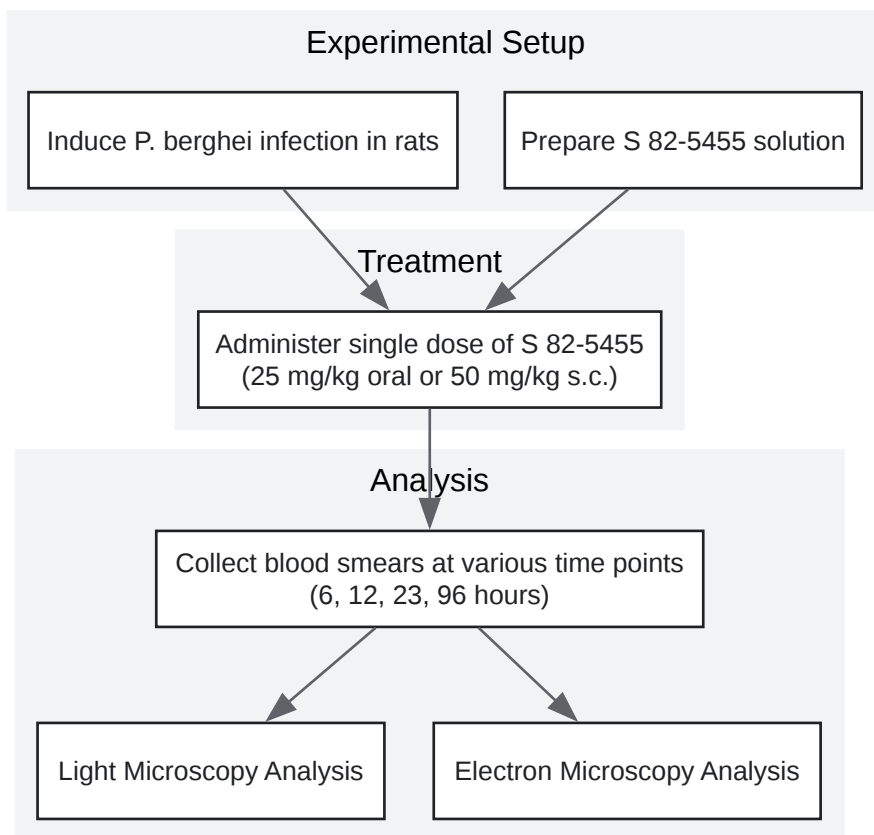 Experimental Setup
Induce P. berghei infection in rats
Prepare S 82-5455 solution
Treatment
Administer single dose of S 82-5455
(25 mg/kg oral or 50 mg/kg s.c.)
Analysis
Collect blood smears at various time points
(6, 12, 23, 96 hours)
Light Microscopy Analysis
Electron Microscopy Analysis